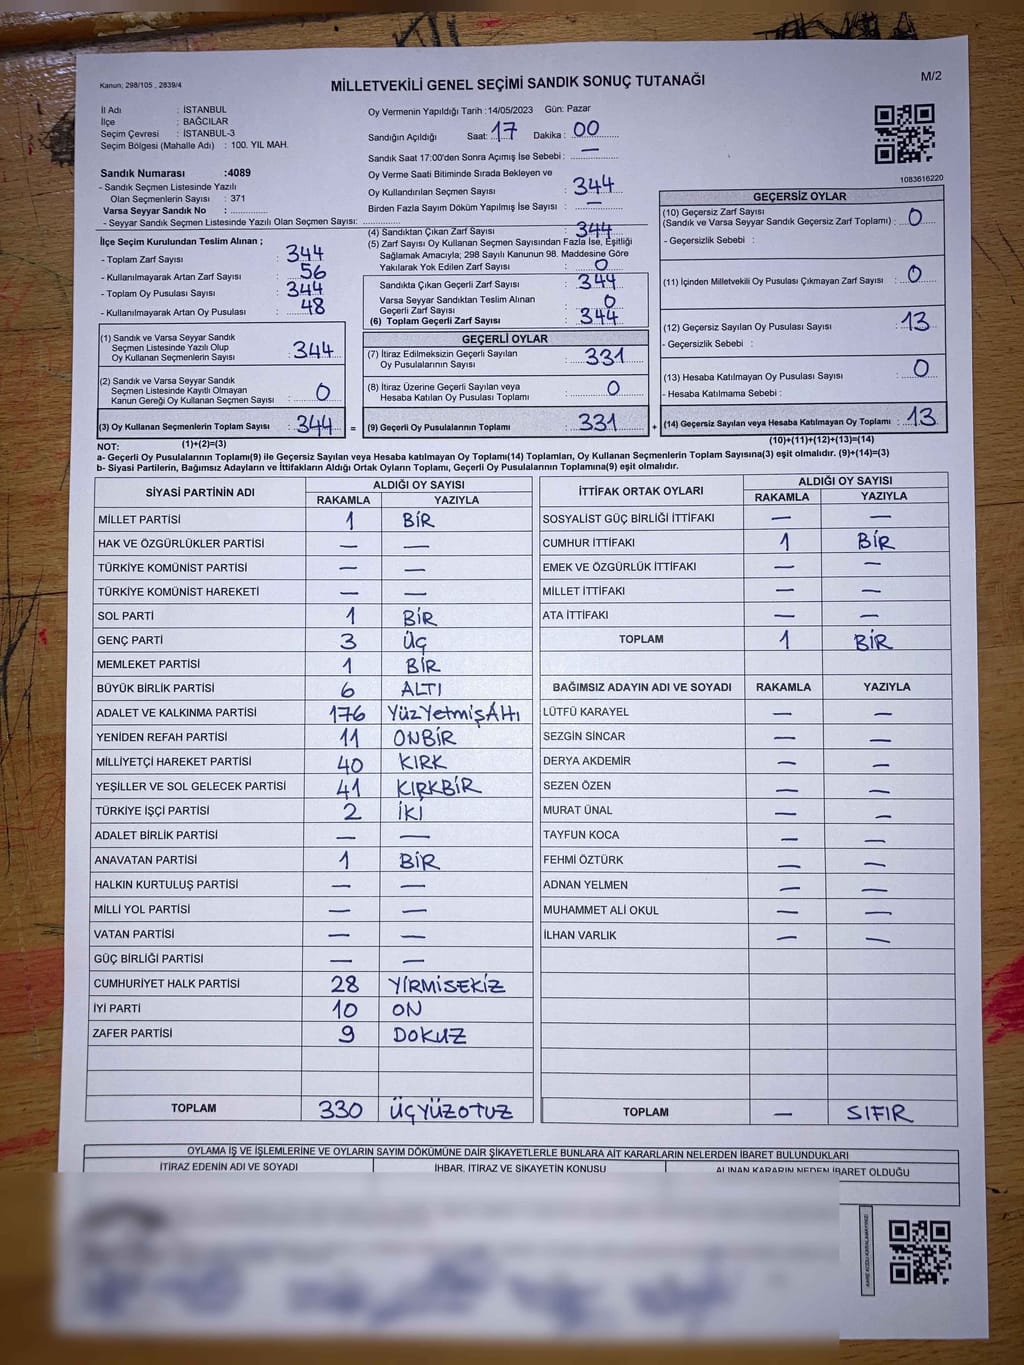 Kanun; 298/105 , 2839/4
MİLLETVEKİLİ GENEL SEÇİMİ SANDIK SONUÇ TUTANAĞI
M/2
İl Adı : İSTANBUL
İlçe : BAĞCILAR
Seçim Çevresi : İSTANBUL-3
Seçim Bölgesi (Mahalle Adı) : 100. YIL MAH.
Sandık Numarası :4089
- Sandık Seçmen Listesinde Yazılı
Olan Seçmenlerin Sayısı : 371
Varsa Seyyar Sandık No : ..............
- Seyyar Sandık Seçmen Listesinde Yazılı Olan Seçmen Sayısı: ..............
Oy Vermenin Yapıldığı Tarih :14/05/2023 Gün: Pazar
Sandığın Açıldığı Saat: 17 Dakika : 00
Sandık Saat 17:00'den Sonra Açımış İse Sebebi : —
Oy Verme Saati Bitiminde Sırada Bekleyen ve
Oy Kullandırılan Seçmen Sayısı : 344
Birden Fazla Sayım Döküm Yapılmış İse Sayısı : —
1083616220
İlçe Seçim Kurulundan Teslim Alınan ;
- Toplam Zarf Sayısı : 344
- Kullanılmayarak Artan Zarf Sayısı : 56
- Toplam Oy Pusulası Sayısı : 344
- Kullanılmayarak Artan Oy Pusulası : 48
(4) Sandıktan Çıkan Zarf Sayısı : 344
(5) Zarf Sayısı Oy Kullanan Seçmen Sayısından Fazla İse, Eşitliği
Sağlamak Amacıyla; 298 Sayılı Kanunun 98. Maddesine Göre
Yakılarak Yok Edilen Zarf Sayısı : 0
Sandıkta Çıkan Geçerli Zarf Sayısı : 344
Varsa Seyyar Sandıktan Teslim Alınan
Geçerli Zarf Sayısı : 0
(6) Toplam Geçerli Zarf Sayısı : 344
(1) Sandık ve Varsa Seyyar Sandık
Seçmen Listesinde Yazılı Olup
Oy Kullanan Seçmenlerin Sayısı : 344
(2) Sandık ve Varsa Seyyar Sandık
Seçmen Listesinde Kayıtlı Olmayan
Kanun Gereği Oy Kullanan Seçmen Sayısı : 0
(3) Oy Kullanan Seçmenlerin Toplam Sayısı : 344 =
GEÇERLİ OYLAR
(7) İtiraz Edilmeksizin Geçerli Sayılan
Oy Pusulalarının Sayısı : 331
(8) İtiraz Üzerine Geçerli Sayılan veya
Hesaba Katılan Oy Pusulası Toplamı : 0
(9) Geçerli Oy Pusulalarının Toplamı : 331 +
GEÇERSİZ OYLAR
(10) Geçersiz Zarf Sayısı
(Sandık ve Varsa Seyyar Sandık Geçersiz Zarf Toplamı) : 0
- Geçersizlik Sebebi :
(11) İçinden Milletvekili Oy Pusulası Çıkmayan Zarf Sayısı : 0
(12) Geçersiz Sayılan Oy Pusulası Sayısı : 13
- Geçersizlik Sebebi :
(13) Hesaba Katılmayan Oy Pusulası Sayısı : 0
- Hesaba Katılmama Sebebi :
(14) Geçersiz Sayılan veya Hesaba Katılmayan Oy Toplamı : 13
NOT: (1)+(2)=(3) (10)+(11)+(12)+(13)=(14)
a- Geçerli Oy Pusulalarının Toplamı(9) ile Geçersiz Sayılan veya Hesaba katılmayan Oy Toplamı(14) Toplamları, Oy Kullanan Seçmenlerin Toplam Sayısına(3) eşit olmalıdır. (9)+(14)=(3)
b- Siyasi Partilerin, Bağımsız Adayların ve İttifakların Aldığı Ortak Oyların Toplamı, Geçerli Oy Pusulalarının Toplamına(9) eşit olmalıdır.
SİYASİ PARTİNİN ADI ALDIĞI OY SAYISI
RAKAMLA YAZIYLA
MİLLET PARTİSİ 1 BİR
HAK VE ÖZGÜRLÜKLER PARTİSİ — —
TÜRKİYE KOMÜNİST PARTİSİ — —
TÜRKİYE KOMÜNİST HAREKETİ — —
SOL PARTİ 1 BİR
GENÇ PARTİ 3 ÜÇ
MEMLEKET PARTİSİ 1 BİR
BÜYÜK BİRLİK PARTİSİ 6 ALTI
ADALET VE KALKINMA PARTİSİ 176 YüzYetmişAltı
YENİDEN REFAH PARTİSİ 11 ONBİR
MİLLİYETÇİ HAREKET PARTİSİ 40 KIRK
YEŞİLLER VE SOL GELECEK PARTİSİ 41 KIRKBİR
TÜRKİYE İŞÇİ PARTİSİ 2 İKİ
ADALET BİRLİK PARTİSİ — —
ANAVATAN PARTİSİ 1 BİR
HALKIN KURTULUŞ PARTİSİ — —
MİLLİ YOL PARTİSİ — —
VATAN PARTİSİ — —
GÜÇ BİRLİĞİ PARTİSİ — —
CUMHURİYET HALK PARTİSİ 28 YİRMİSEKİZ
İYİ PARTİ 10 ON
ZAFER PARTİSİ 9 DOKUZ
TOPLAM 330 ÜÇYÜZOTUZ
İTTİFAK ORTAK OYLARI ALDIĞI OY SAYISI
RAKAMLA YAZIYLA
SOSYALİST GÜÇ BİRLİĞİ İTTİFAKI — —
CUMHUR İTTİFAKI 1 BİR
EMEK VE ÖZGÜRLÜK İTTİFAKI — —
MİLLET İTTİFAKI — —
ATA İTTİFAKI — —
TOPLAM 1 BİR
BAĞIMSIZ ADAYIN ADI VE SOYADI RAKAMLA YAZIYLA
LÜTFÜ KARAYEL — —
SEZGİN SİNCAR — —
DERYA AKDEMİR — —
SEZEN ÖZEN — —
MURAT ÜNAL — —
TAYFUN KOCA — —
FEHMİ ÖZTÜRK — —
ADNAN YELMEN — —
MUHAMMET ALİ OKUL — —
İLHAN VARLIK — —
TOPLAM — SIFIR
OYLAMA İŞ VE İŞLEMLERİNE VE OYLARIN SAYIM DÖKÜMÜNE DAİR ŞİKAYETLERLE BUNLARA AİT KARARLARIN NELERDEN İBARET BULUNDUKLARI
İTİRAZ EDENİN ADI VE SOYADI İHBAR, İTİRAZ VE ŞİKAYETİN KONUSU ALINAN KARARIN NEDEN İBARET OLDUĞU